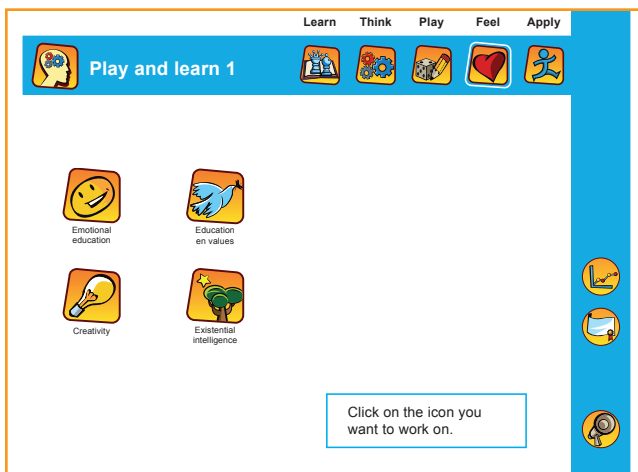 Learn Think Play Feel Apply
Play and learn 1
Emotional
education
Education
en values
Creativity
Existential
intelligence
Click on the icon you
want to work on.